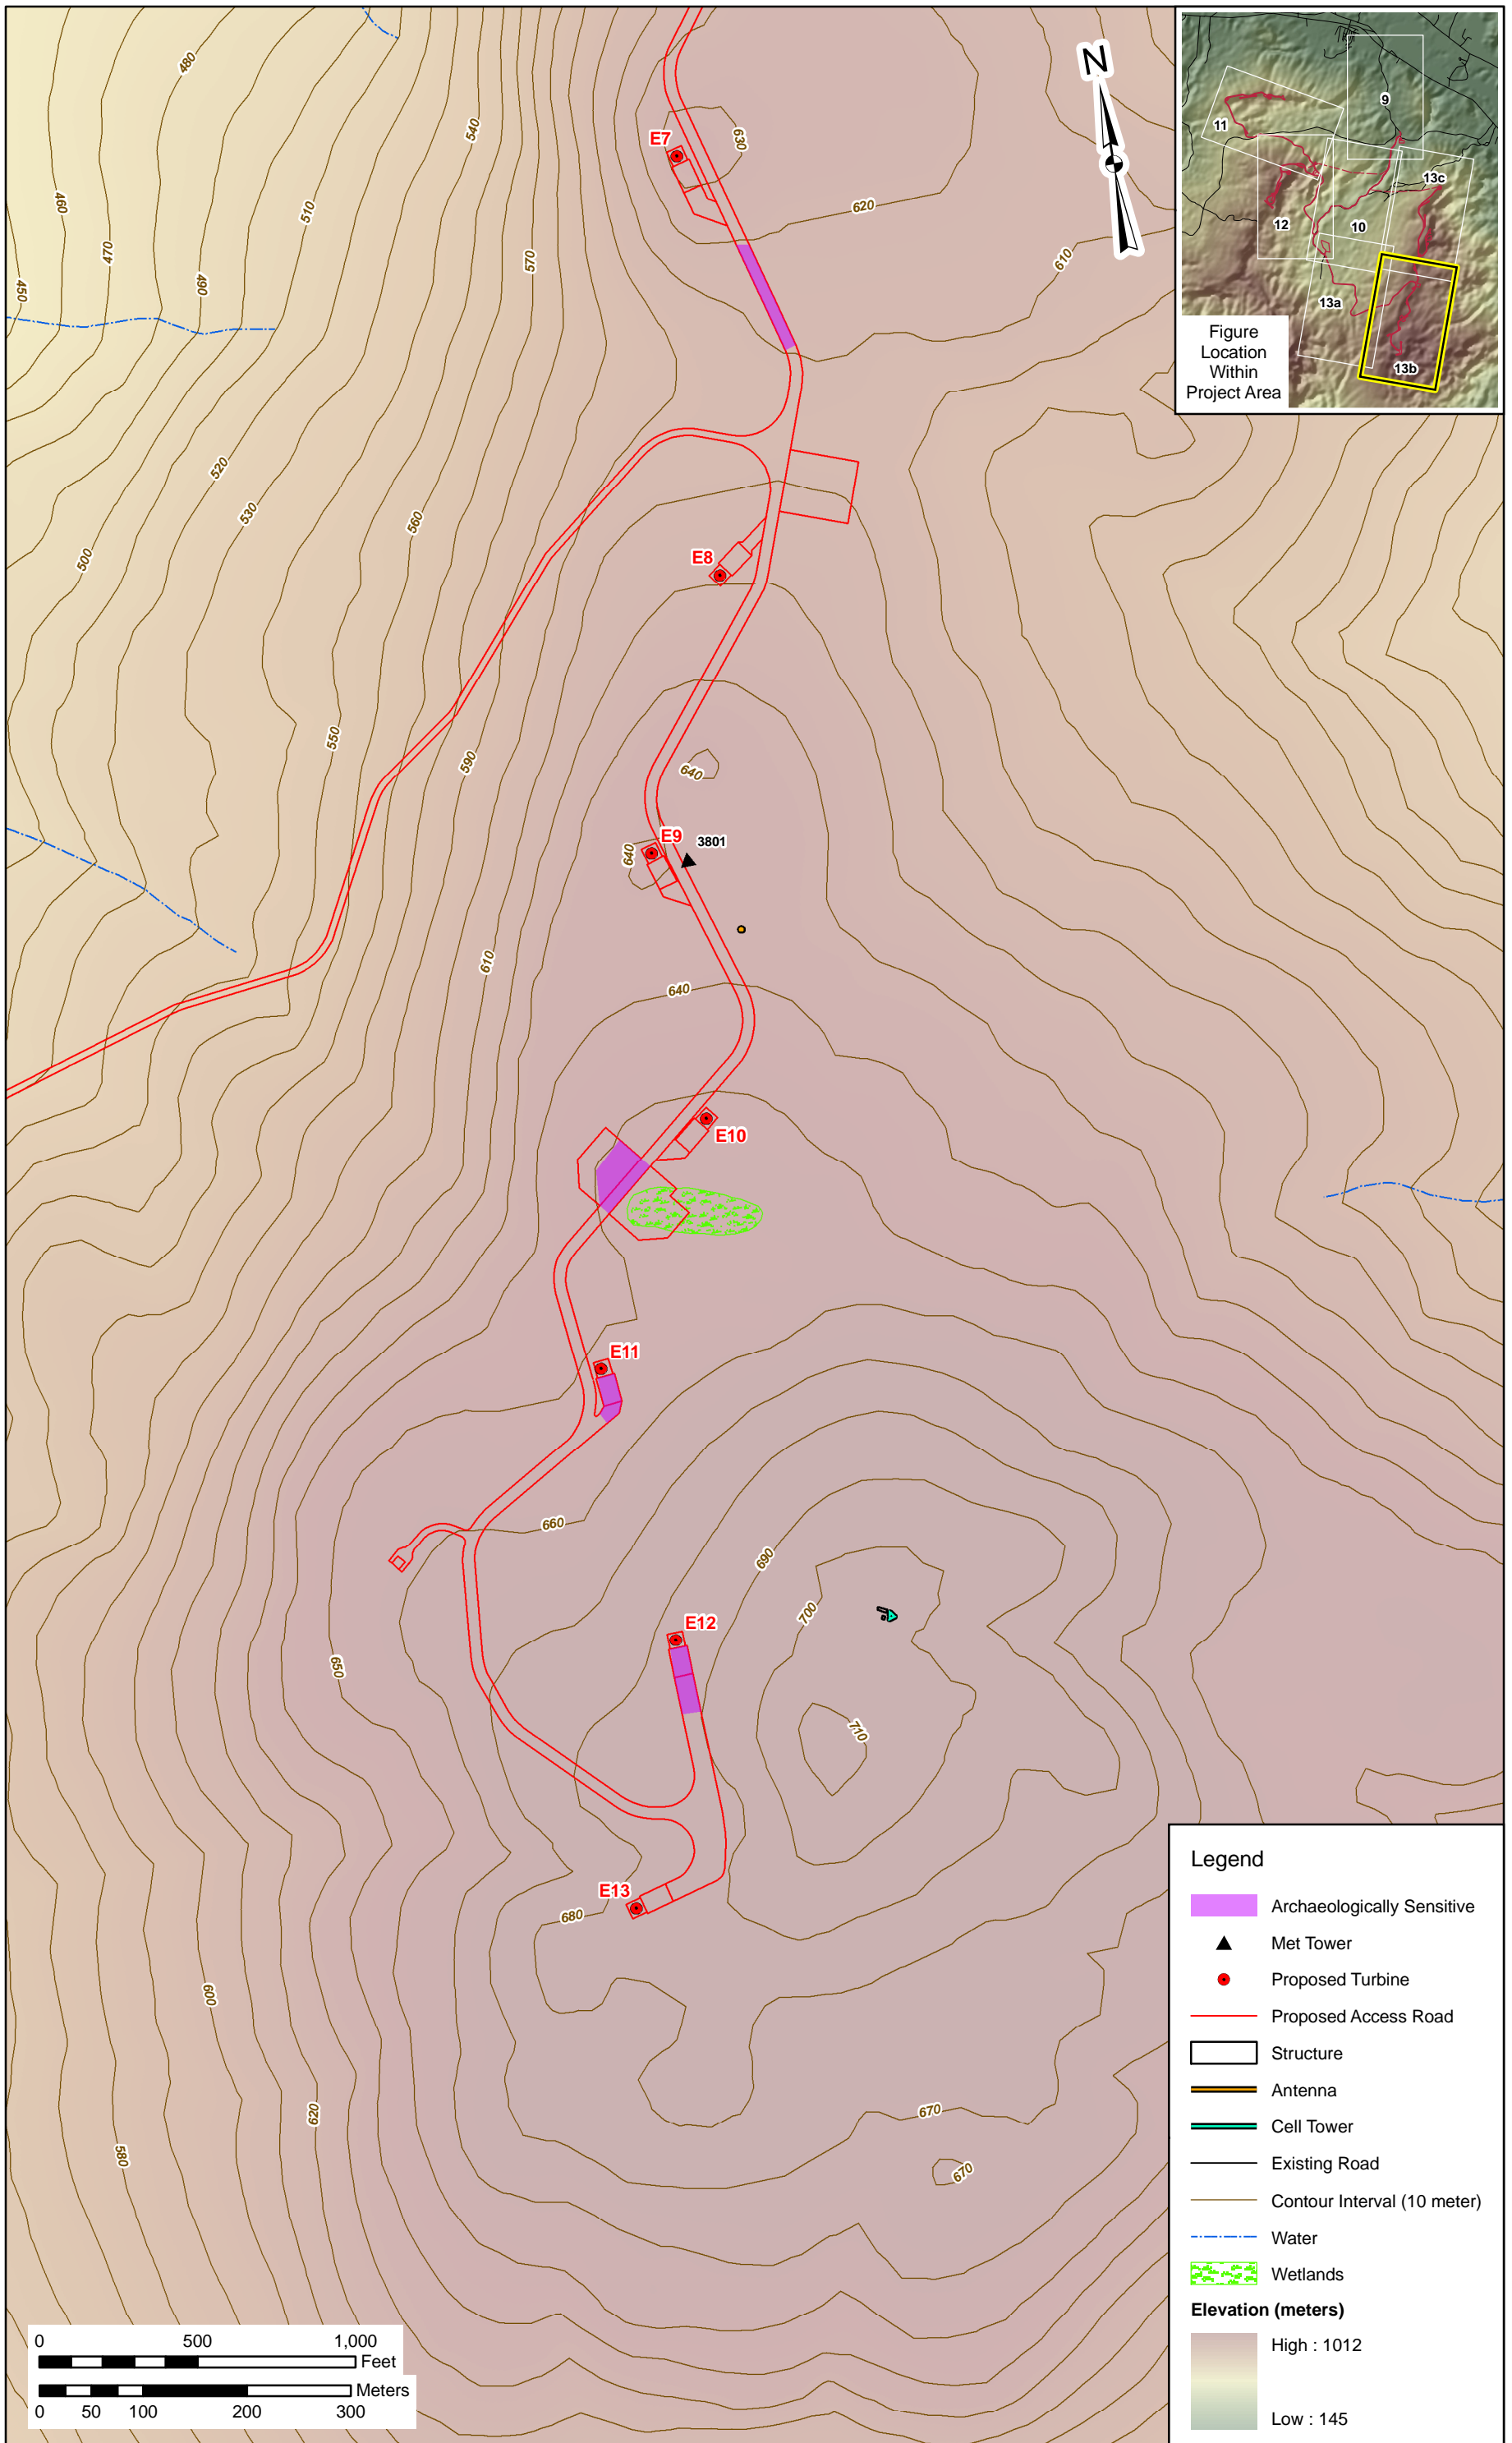 480
540
460
510
470
490
450
570
E7
630
620
610
N
9
11
13c
12
10
13a
13b
Figure
Location
Within
Project Area
520
530
560
500
E8
550
590
640
E9
3801
640
610
640
E10
E11
660
690
700
650
E12
710
E13
680
600
620
580
670
670
Legend
Archaeologically Sensitive
Met Tower
Proposed Turbine
Proposed Access Road
Structure
Antenna
Cell Tower
Existing Road
Contour Interval (10 meter)
Water
Wetlands
Elevation (meters)
High : 1012
Low : 145
0 500 1,000
Feet
Meters
0 50 100 200 300